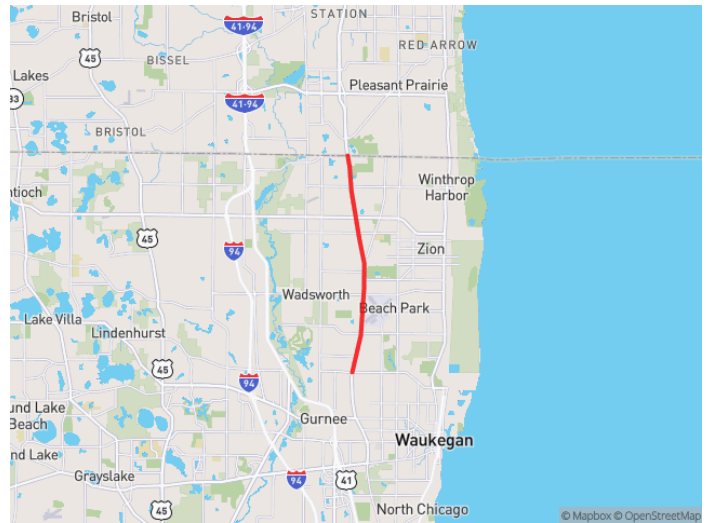 STATION
Bristol
41-94
RED ARROW
45
BISSEL
Lakes
41-94
Pleasant Prairie
83
BRISTOL
Winthrop
Harbor
ntioch
45
94
Zion
Wadsworth
Beach Park
Lake Villa
Lindenhurst
45
94
und Lake
Beach
Gurnee
Waukegan
nd Lake
Grayslake
94
41
45
North Chicago
© Mapbox © OpenStreetMap